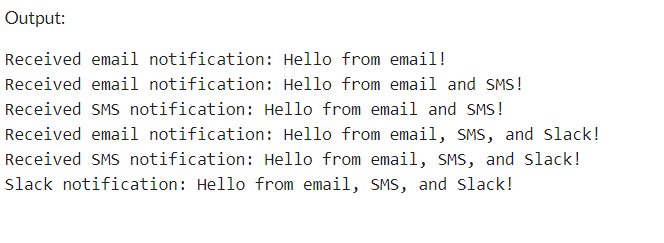 Output:
Received email notification: Hello from email!
Received email notification: Hello from email and SMS!
Received SMS notification: Hello from email and SMS!
Received email notification: Hello from email, SMS, and Slack!
Received SMS notification: Hello from email, SMS, and Slack!
Slack notification: Hello from email, SMS, and Slack!